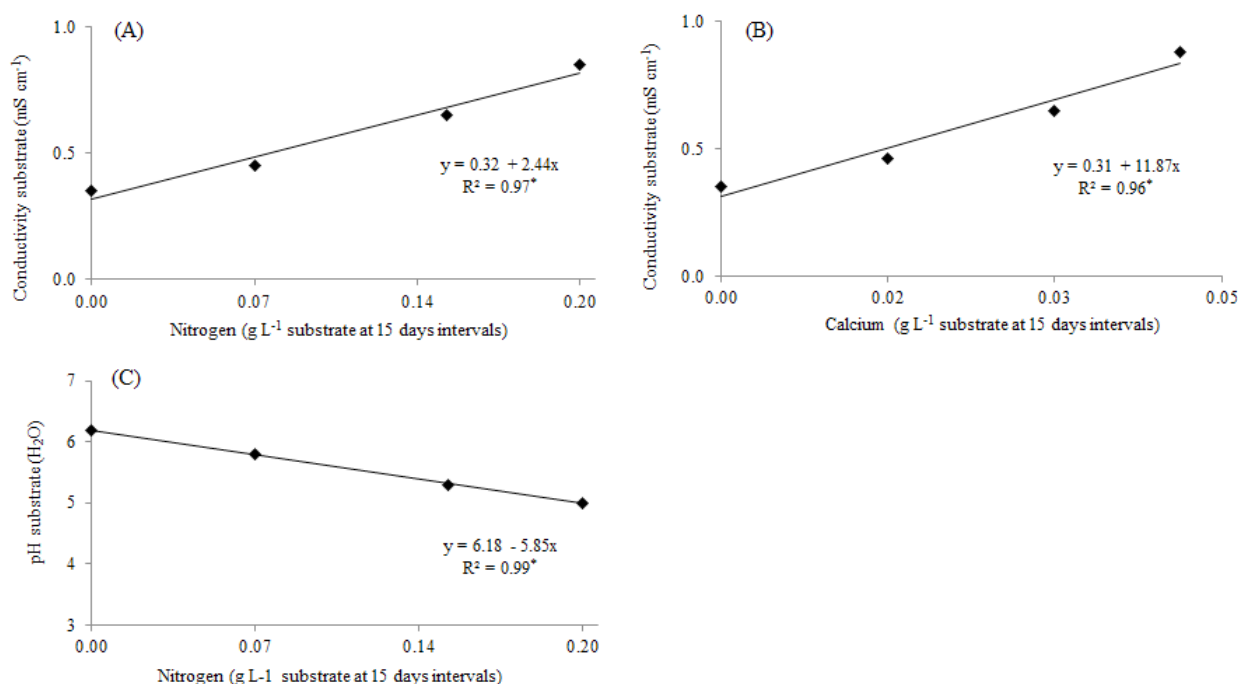 (A)
1.0
0.5
0.0
Conductivity substrate (mS cm⁻¹)
y = 0.32 + 2.44x
R² = 0.97*
0.00 0.07 0.14 0.20
Nitrogen (g L⁻¹ substrate at 15 days intervals)
(B)
1.0
0.5
0.0
Conductivity substrate (mS cm⁻¹)
y = 0.31 + 11.87x
R² = 0.96*
0.00 0.02 0.03 0.05
Calcium (g L⁻¹ substrate at 15 days intervals)
(C)
7
6
5
4
3
pH substrate (H₂O)
y = 6.18 - 5.85x
R² = 0.99*
0.00 0.07 0.14 0.20
Nitrogen (g L-1 substrate at 15 days intervals)